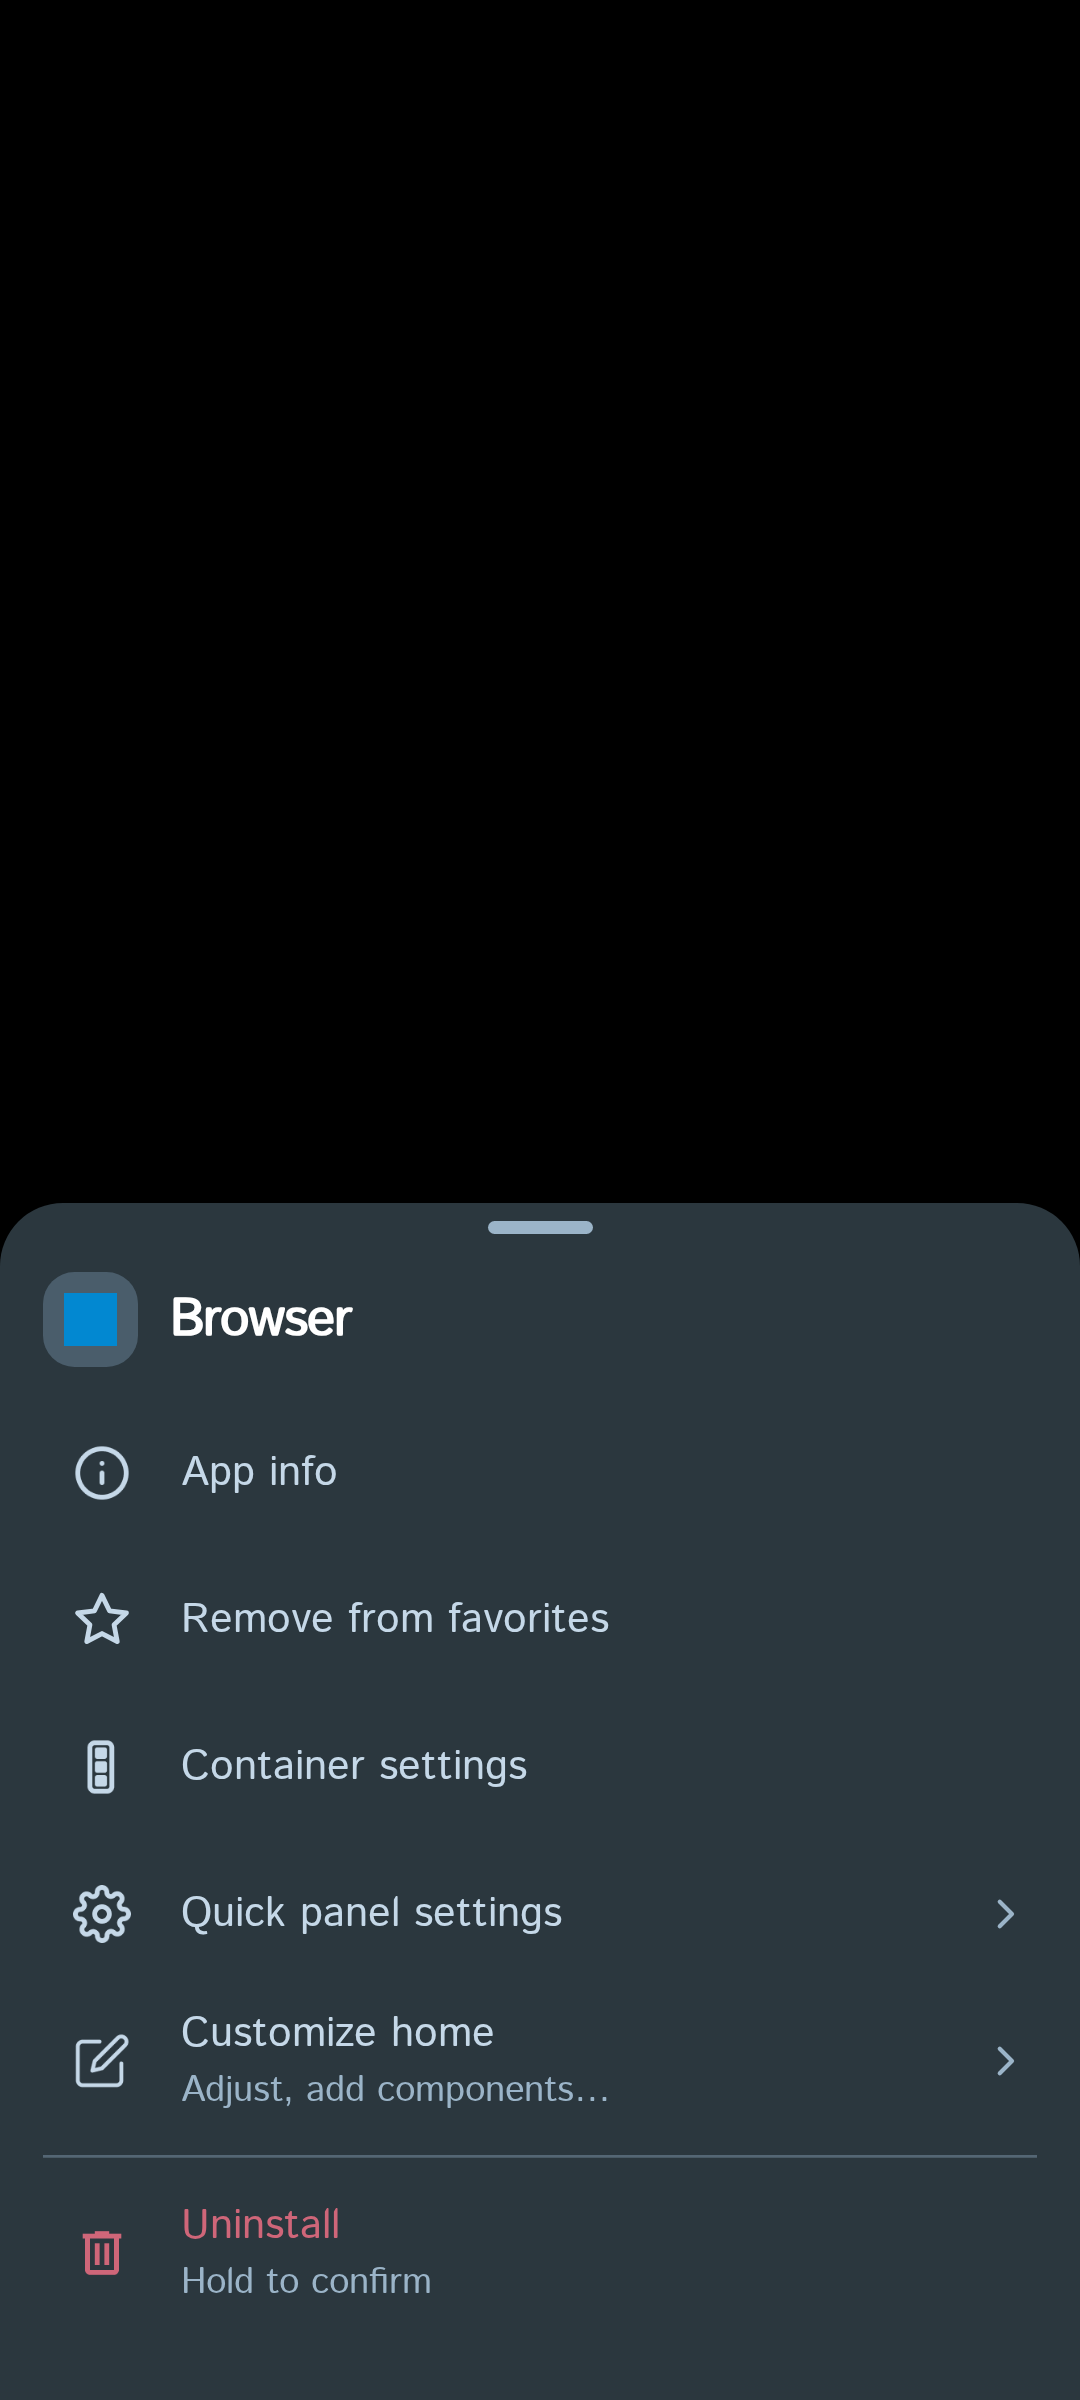 Browser
App info
Remove from favorites
Container settings
Quick panel settings
Customize home
Adjust, add components...
Uninstall
Hold to confirm